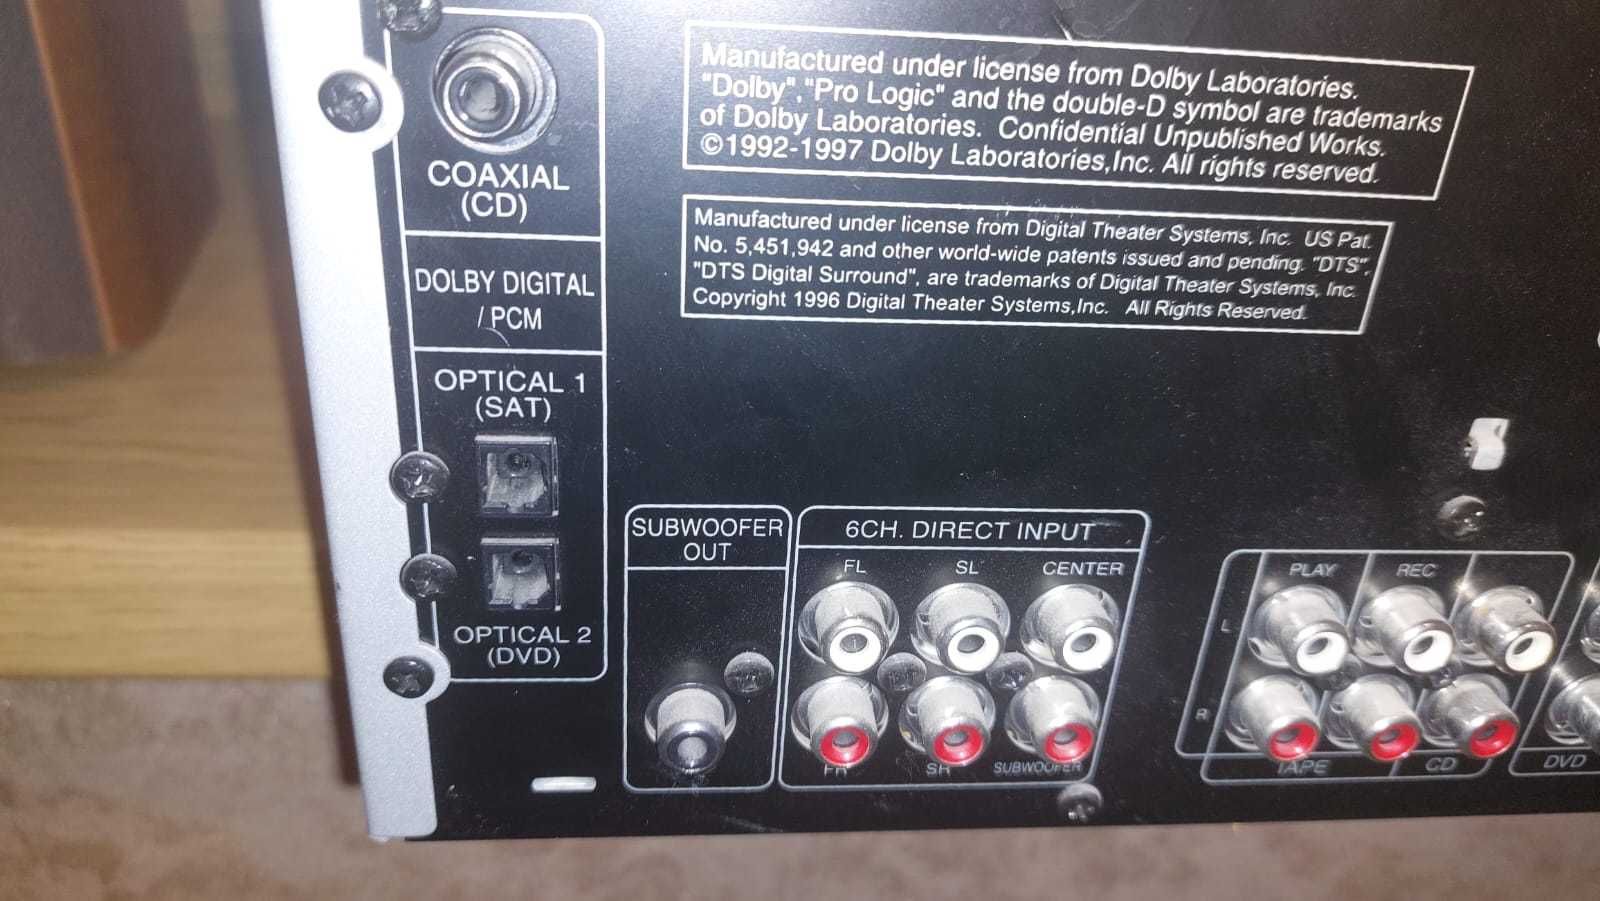 COAXIAL
(CD)
DOLBY DIGITAL
/ PCM
OPTICAL 1
(SAT)
OPTICAL 2
(DVD)
Manufactured under license from Dolby Laboratories.
"Dolby", "Pro Logic" and the double-D symbol are trademarks
of Dolby Laboratories. Confidential Unpublished Works.
©1992-1997 Dolby Laboratories,Inc. All rights reserved.
Manufactured under license from Digital Theater Systems, Inc. US Pat.
No. 5,451,942 and other world-wide patents issued and pending. "DTS",
"DTS Digital Surround", are trademarks of Digital Theater Systems, Inc.
Copyright 1996 Digital Theater Systems,Inc. All Rights Reserved.
SUBWOOFER
OUT
6CH. DIRECT INPUT
FL SL CENTER
FR SR SUBWOOFER
PLAY REC
L
R
TAPE CD DVD